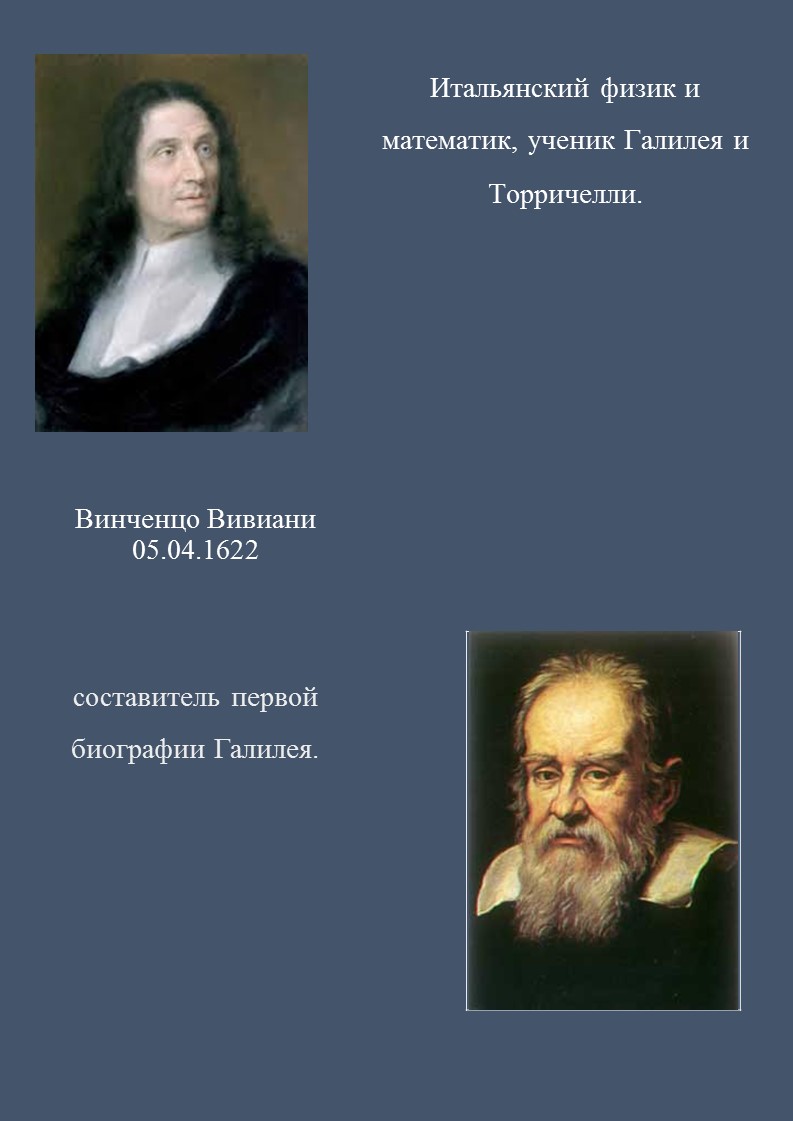 Итальянский физик и
математик, ученик Галилея и
Торричелли.
Винченцо Вивиани
05.04.1622
составитель первой
биографии Галилея.